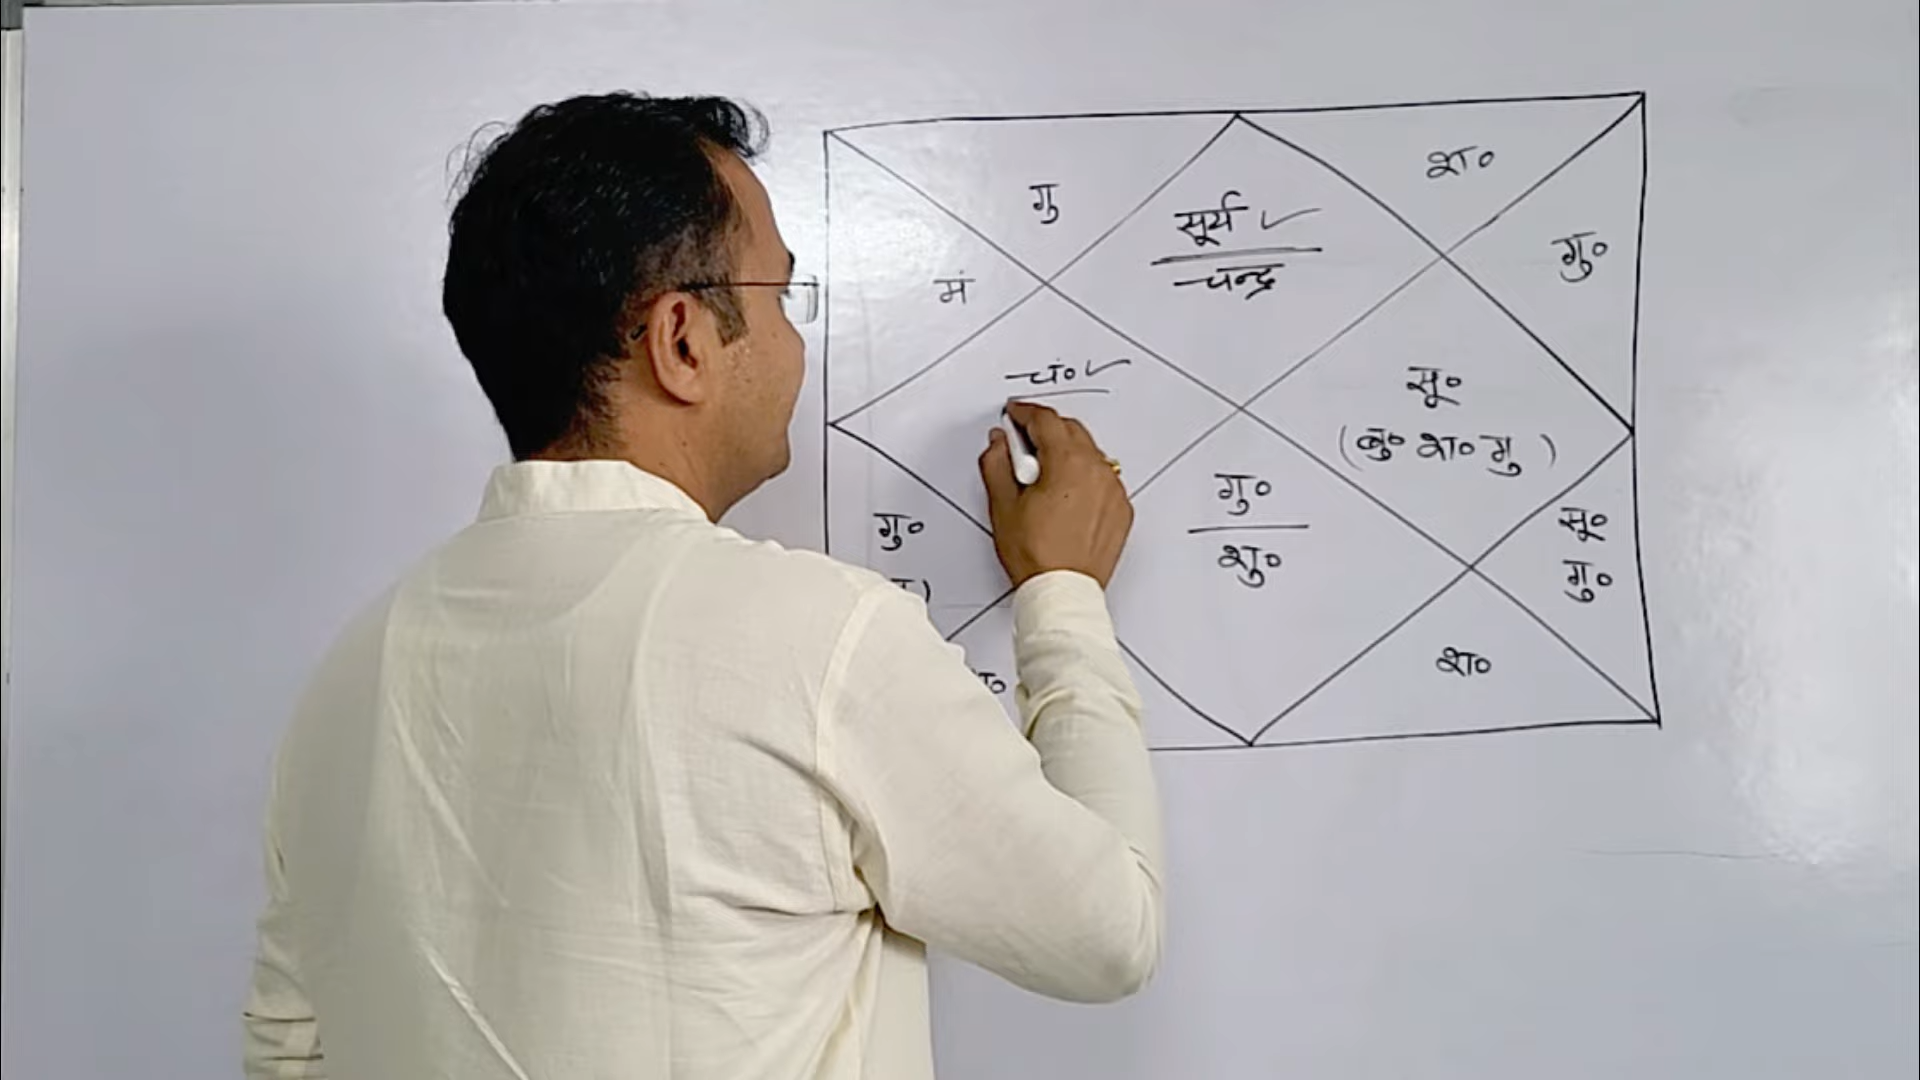 गु
श०
सूर्य
चन्द्र
मं
गु०
चं०
सू०
(बु० श० गु)
गु०
शु०
गु०
सू०
गु०
श०